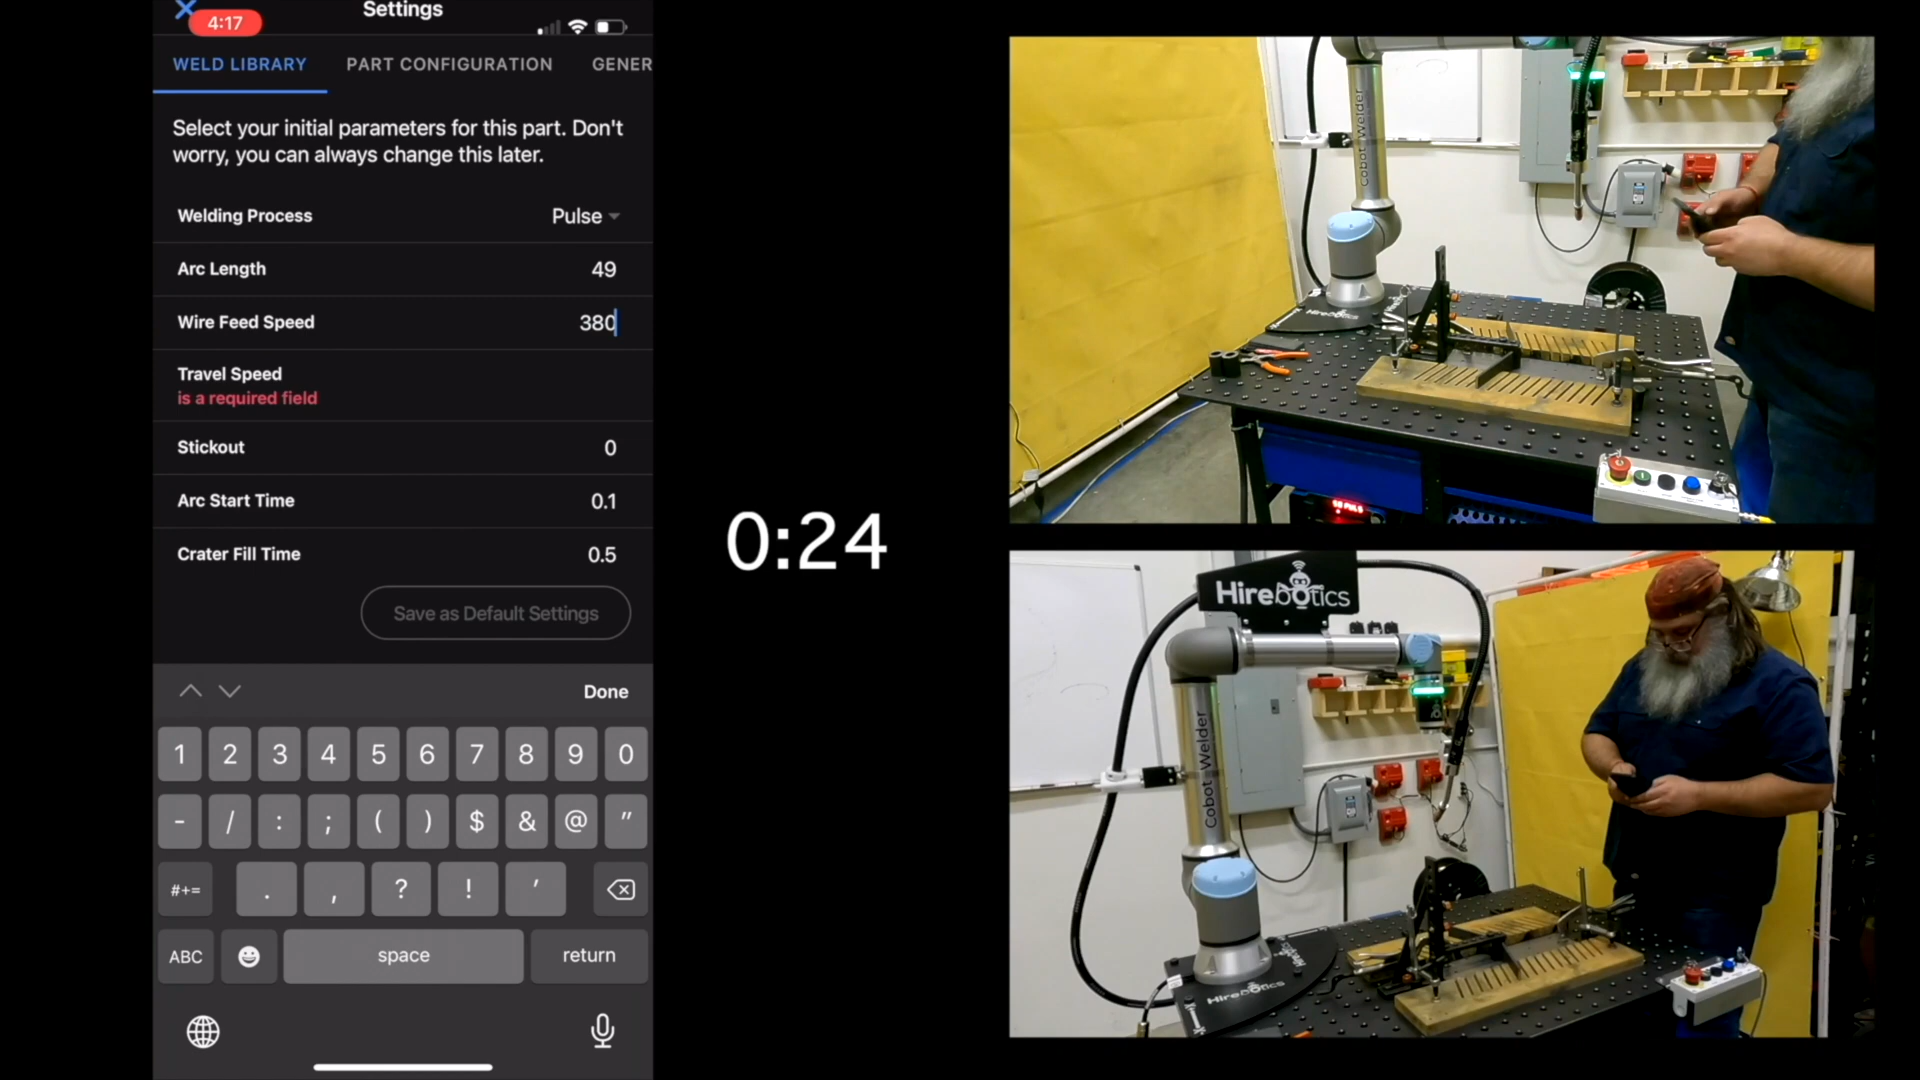 Settings
4:17
WELD LIBRARY
PART CONFIGURATION
GENER
Select your initial parameters for this part. Don't
worry, you can always change this later.
Welding Process
Pulse
Arc Length
49
Wire Feed Speed
380
Travel Speed
is a required field
Stickout
0
Arc Start Time
0.1
Crater Fill Time
0.5
Save as Default Settings
Done
1 2 3 4 5 6 7 8 9 0
- / : ; ( ) $ & @ "
#+= . , ? ! '
ABC
space
return
0:24
Cobot Welder
Hirebotics
Hirebotics
Cobot Welder
Hirebotics
Hirebotics